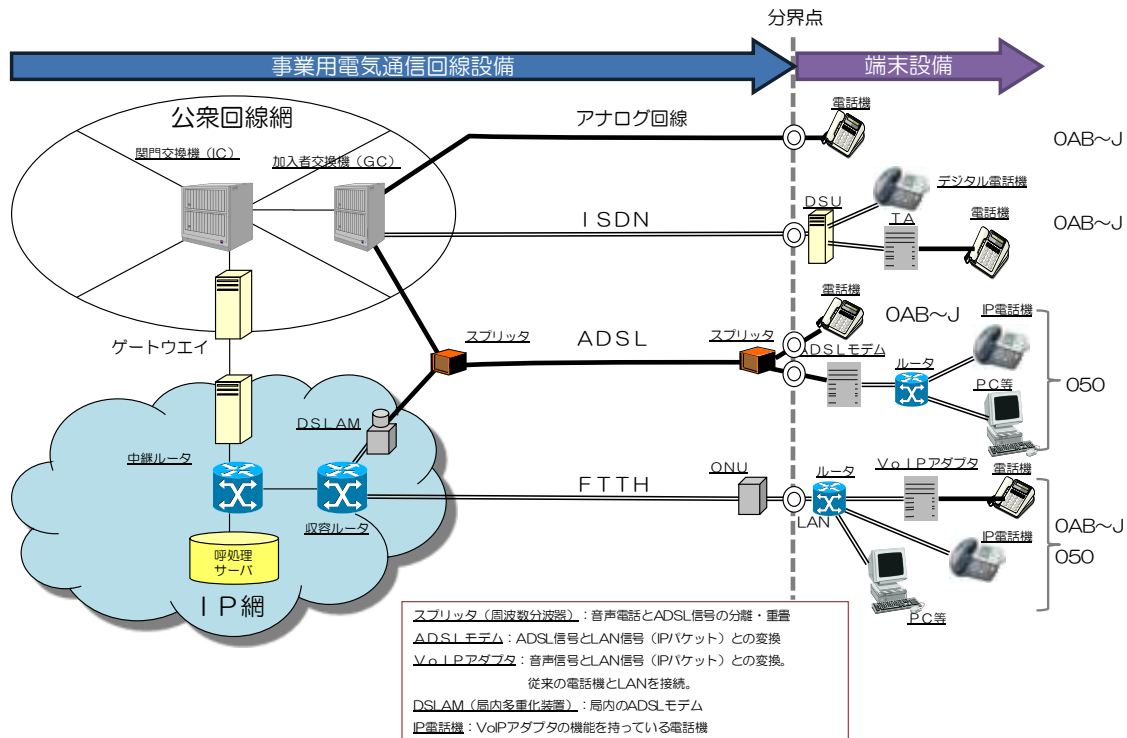 分界点
事業用電気通信回線設備
端末設備
公衆回線網
関門交換機(IC)
加入者交換機(GC)
アナログ回線
電話機
0AB~J
ISDN
DSU
デジタル電話機
TA
電話機
0AB~J
ゲートウエイ
スプリッタ
ADSL
スプリッタ
電話機
0AB~J
ADSLモデム
ルータ
IP電話機
PC等
050
DSLAM
中継ルータ
収容ルータ
FTTH
ONU
ルータ
LAN
VoIPアダプタ
電話機
IP電話機
PC等
0AB~J
050
呼処理
サーバ
IP網
スプリッタ(周波数分波器):音声電話とADSL信号の分離・重畳
ADSLモデム:ADSL信号とLAN信号(IPパケット)との変換
VoIPアダプタ:音声信号とLAN信号(IPパケット)との変換。
従来の電話機とLANを接続。
DSLAM(局内多重化装置):局内のADSLモデム
IP電話機:VoIPアダプタの機能を持っている電話機